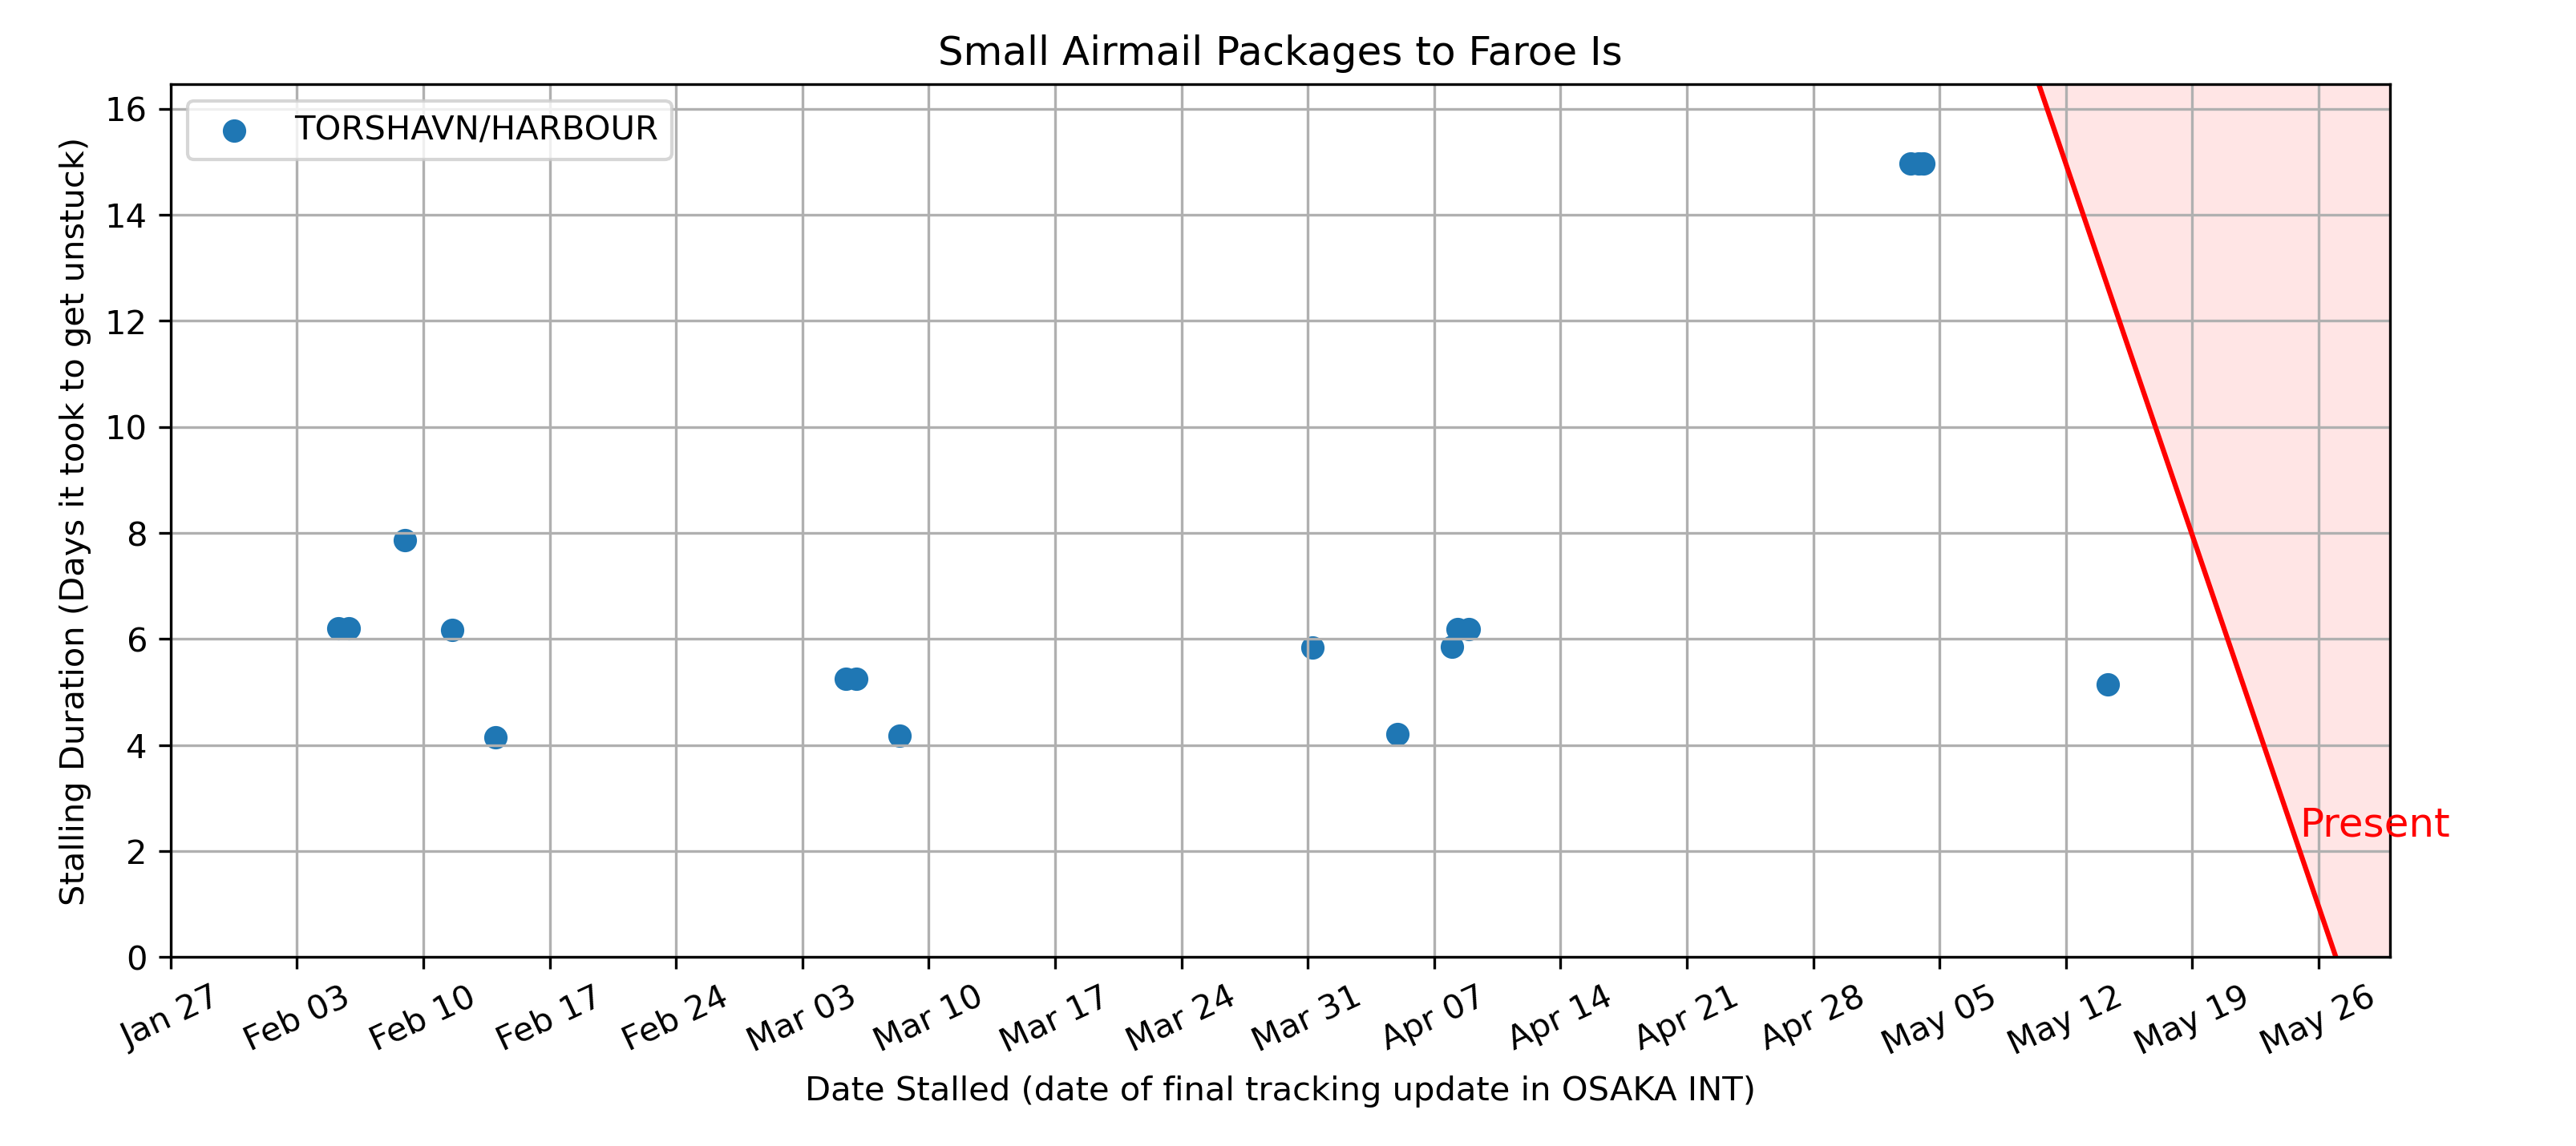 Small Airmail Packages to Faroe Is
TORSHAVN/HARBOUR
Stalling Duration (Days it took to get unstuck)
16
14
12
10
8
6
4
2
0
Present
Jan 27 Feb 03 Feb 10 Feb 17 Feb 24 Mar 03 Mar 10 Mar 17 Mar 24 Mar 31 Apr 07 Apr 14 Apr 21 Apr 28 May 05 May 12 May 19 May 26
Date Stalled (date of final tracking update in OSAKA INT)